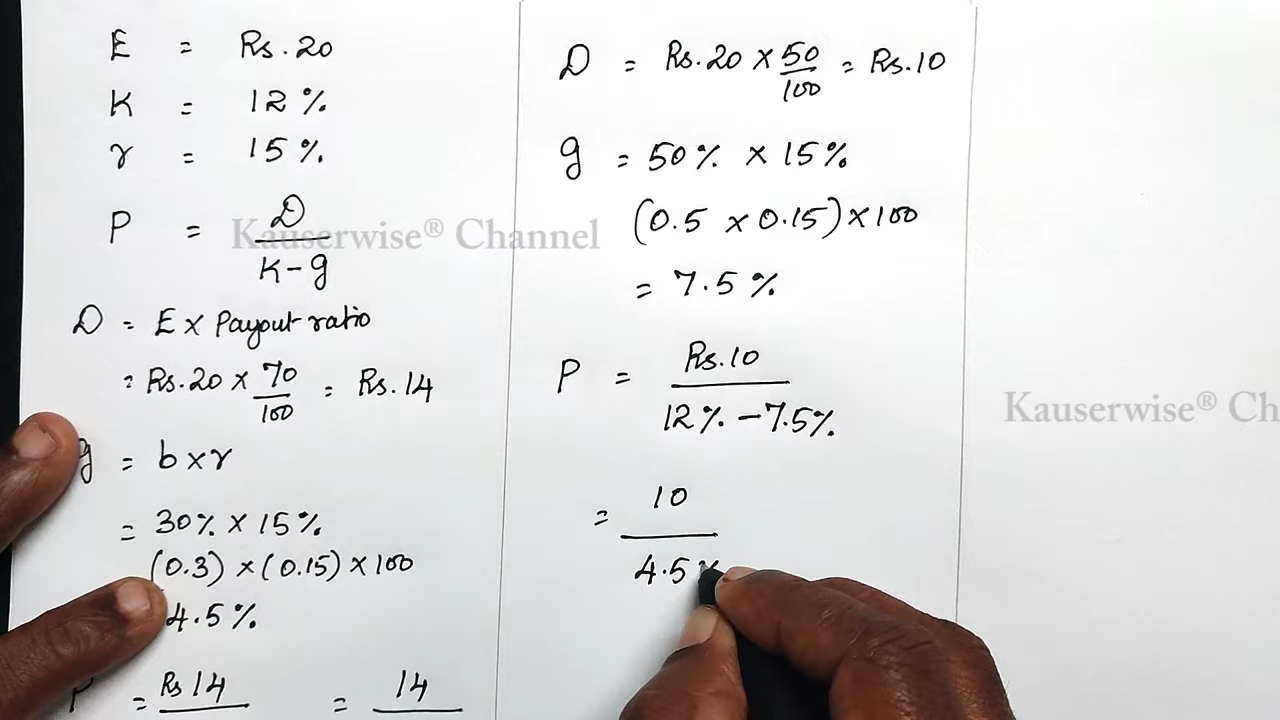 E = Rs.20
K = 12%
r = 15%.
P = D
K-g
D = E x Payout ratio
= Rs.20 x 70/100 = Rs.14
g = b x r
= 30% x 15%
(0.3) x (0.15) x 100
4.5%
P = Rs 14 = 14
D = Rs.20 x 50/100 = Rs.10
g = 50% x 15%
(0.5 x 0.15) x 100
= 7.5%
P = Rs.10
12% - 7.5%
= 10
4.5%
Kauserwise® Channel
Kauserwise® Ch